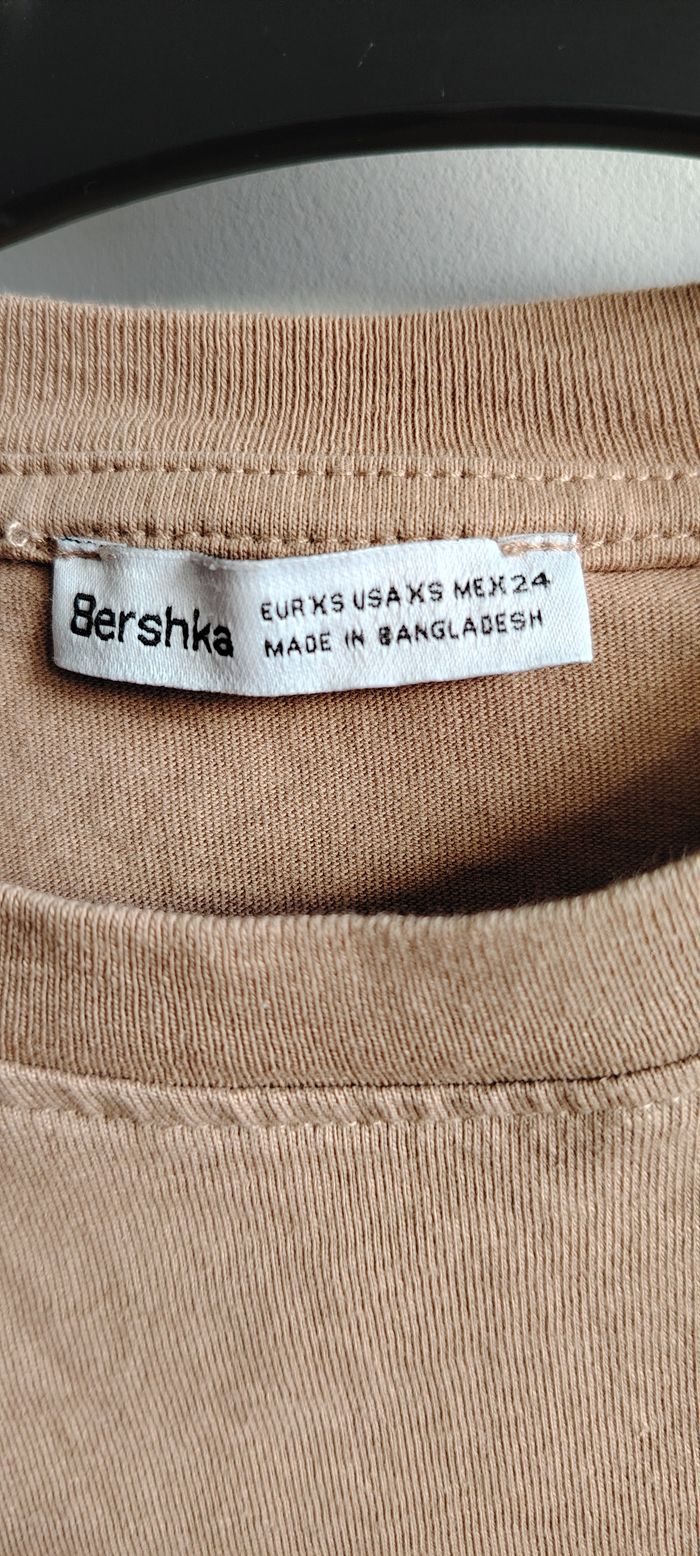 Bershka
EUR XS USA XS MEX 24
MADE IN BANGLADESH